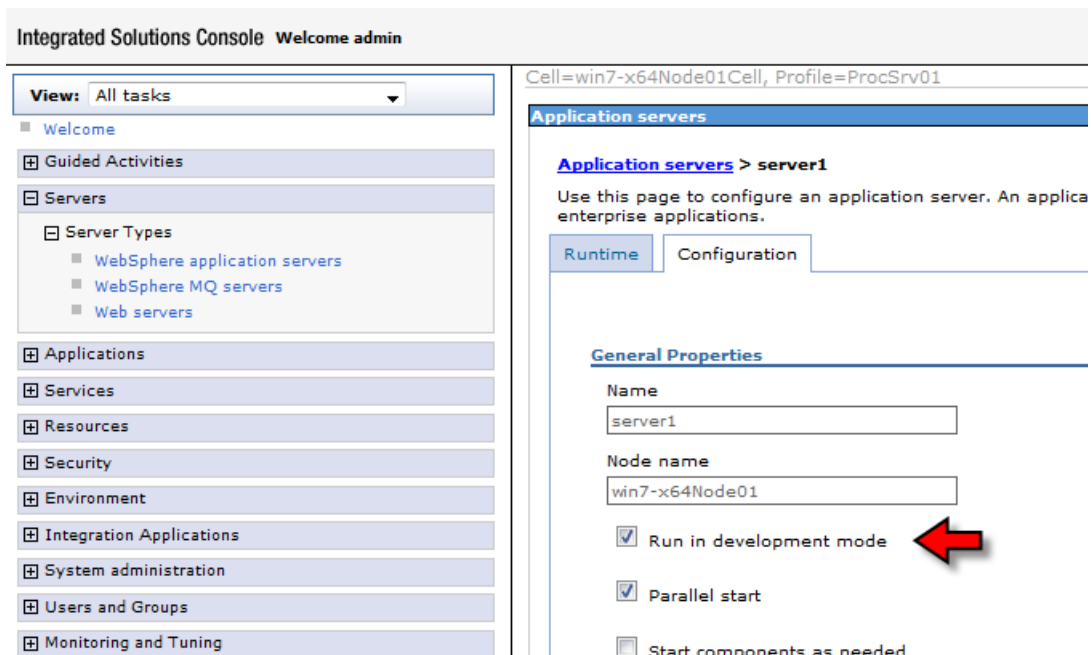 Integrated Solutions Console Welcome admin
View: All tasks
Welcome
Guided Activities
Servers
Server Types
WebSphere application servers
WebSphere MQ servers
Web servers
Applications
Services
Resources
Security
Environment
Integration Applications
System administration
Users and Groups
Monitoring and Tuning
Cell=win7-x64Node01Cell, Profile=ProcSrv01
Application servers
Application servers > server1
Use this page to configure an application server. An applica
enterprise applications.
Runtime Configuration
General Properties
Name
server1
Node name
win7-x64Node01
Run in development mode
Parallel start
Start components as needed